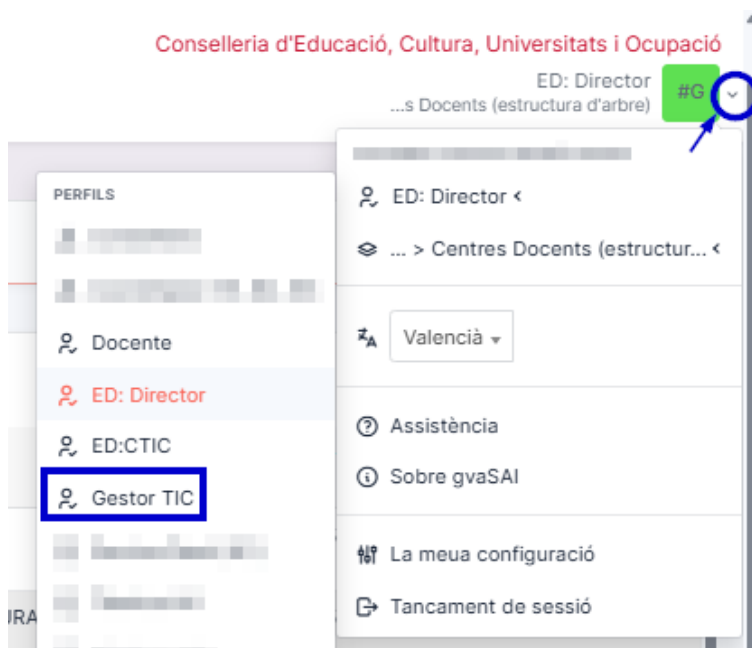 Conselleria d'Educació, Cultura, Universitats i Ocupació
ED: Director
...s Docents (estructura d'arbre)
#G
ED: Director <
... > Centres Docents (estructur... <
Valencià
Assistència
Sobre gvaSAI
La meua configuració
Tancament de sessió
PERFILS
Docente
ED: Director
ED:CTIC
Gestor TIC